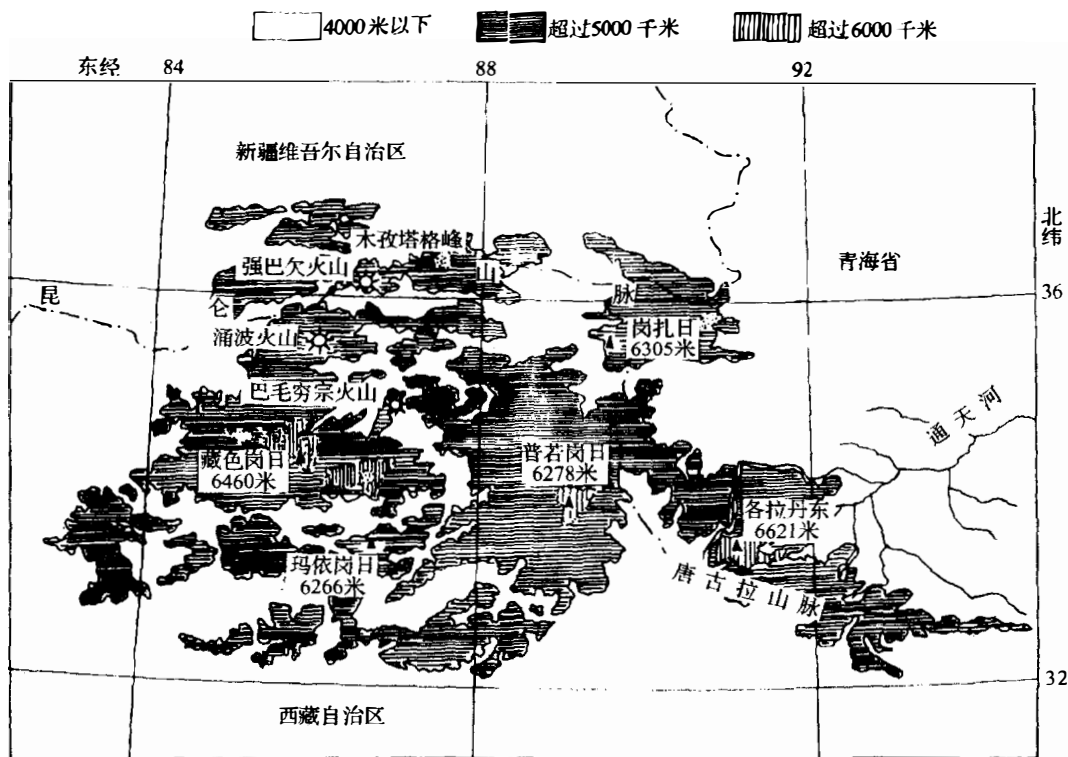 4000米以下 超过5000千米 超过6000千米
东经 84 88 92
新疆维吾尔自治区
北纬
木孜塔格峰
青海省
强巴欠火山
山
昆
仑
脉
36
岗扎日
6305米
涌波火山
巴毛穷宗火山
通天河
藏色岗日
6460米
普若岗日
6278米
各拉丹东
6621米
玛依岗日
6266米
唐古拉山脉
32
西藏自治区